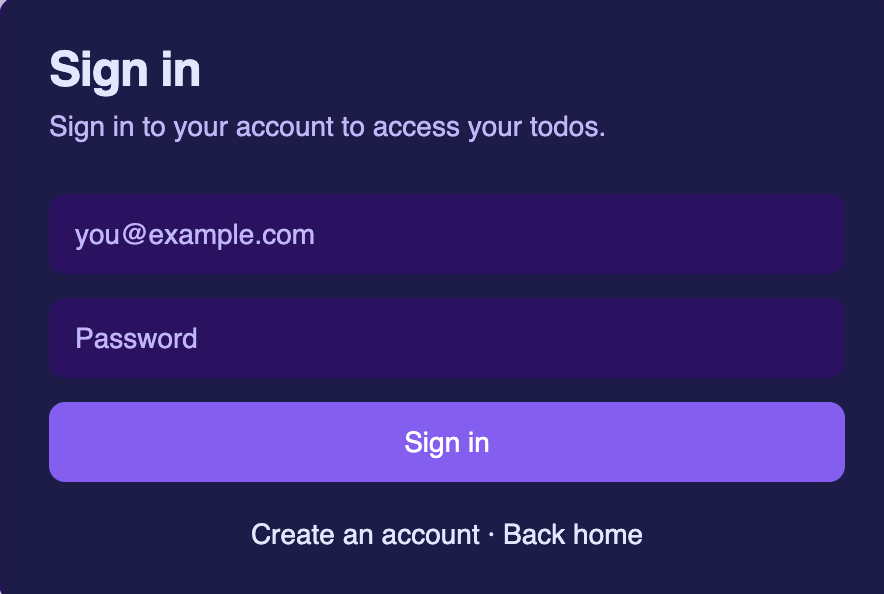 Sign in
Sign in to your account to access your todos.
you@example.com
Password
Sign in
Create an account · Back home